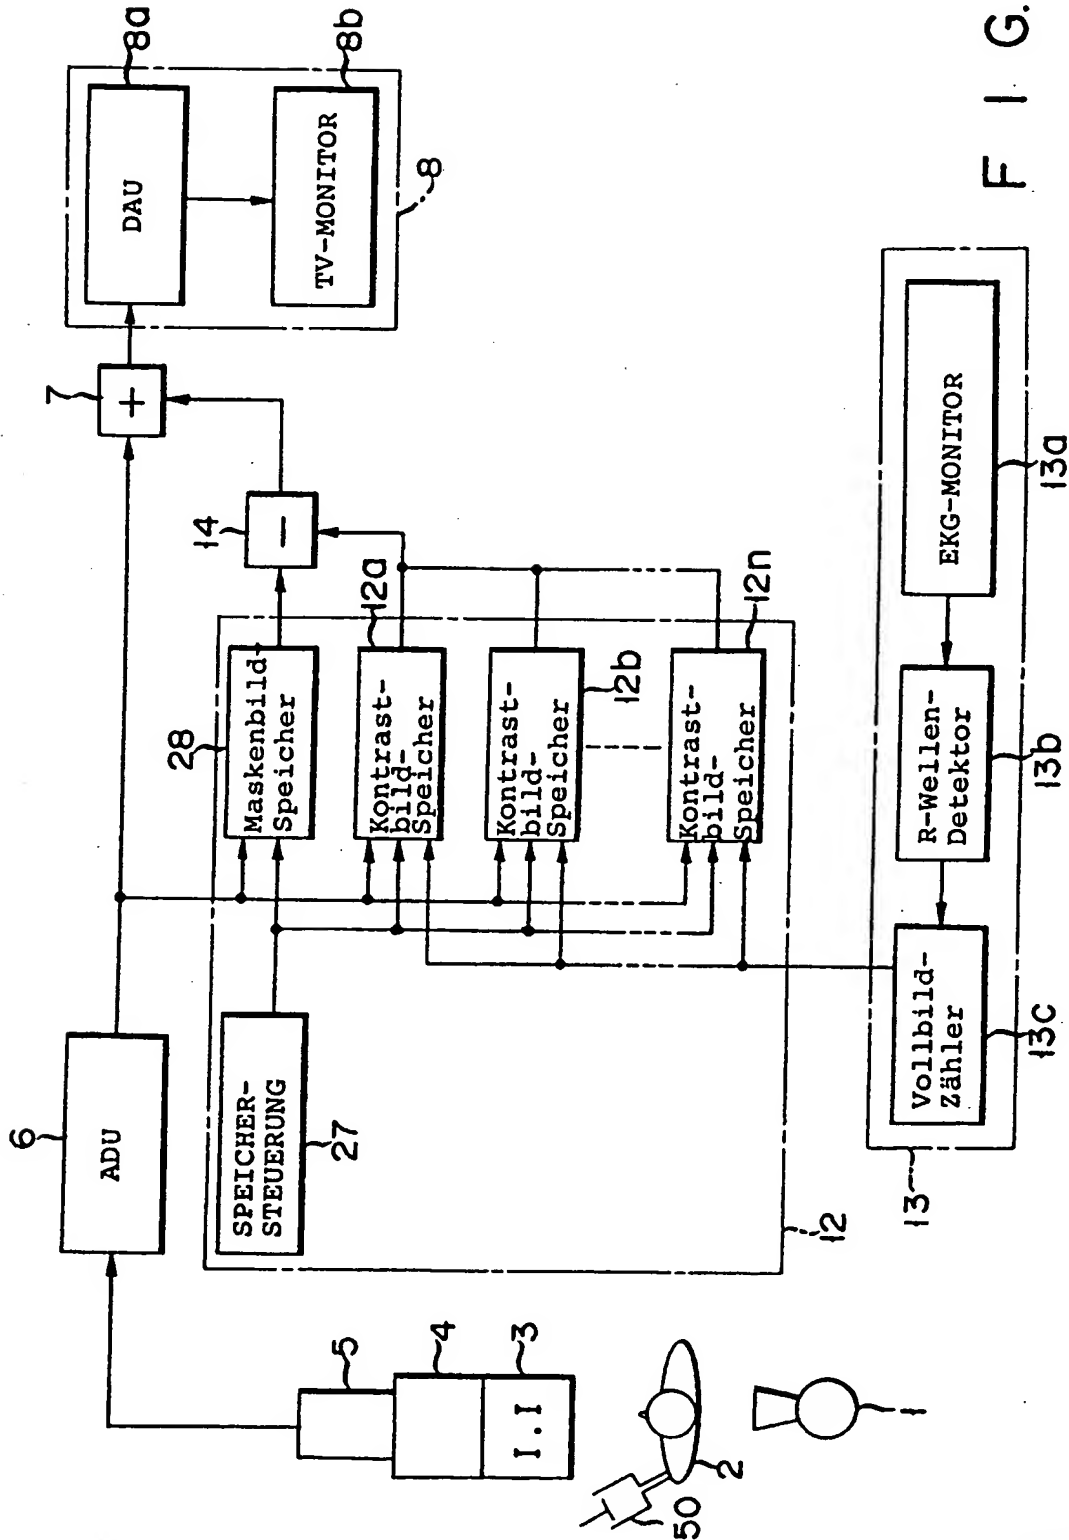 8a
DAU
8b
TV-MONITOR
8
7
+
14
−
6
ADU
28
Maskenbild-
Speicher
12a
Kontrast-
bild-
Speicher
Kontrast-
bild-
Speicher
12b
Kontrast-
bild-
Speicher
12n
SPEICHER-
STEUERUNG
27
12
5
4
3
I.I
2
50
1
EKG-MONITOR
13a
R-Wellen-
Detektor
13b
Vollbild-
Zähler
13c
13
F I G.